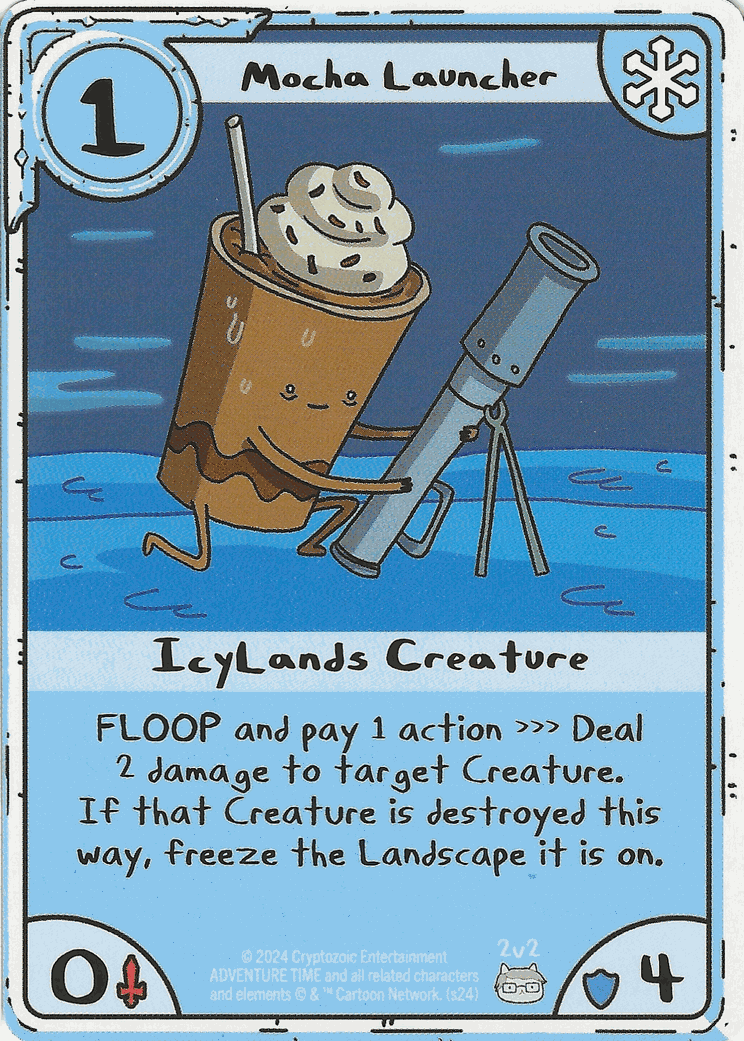 1
Mocha Launcher
IcyLands Creature
FLOOP and pay 1 action >>> Deal
2 damage to target Creature.
If that Creature is destroyed this
way, freeze the Landscape it is on.
0
© 2024 Cryptozoic Entertainment
ADVENTURE TIME and all related characters
and elements © & ™ Cartoon Network. (s24)
2v2
4